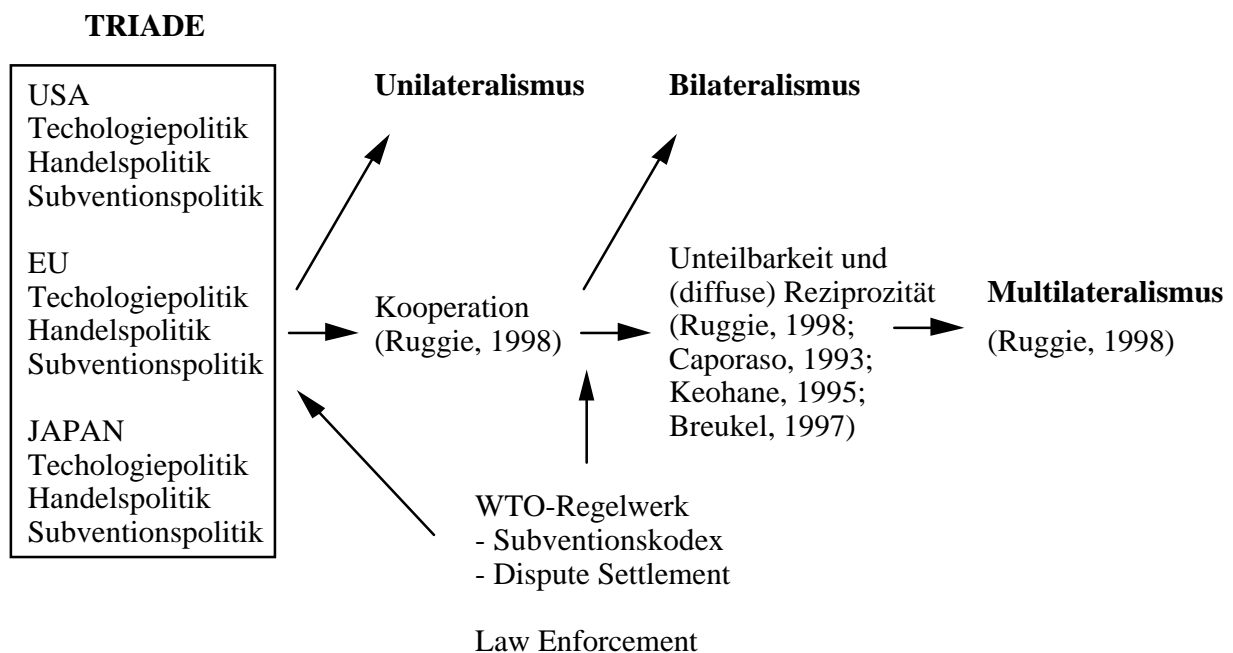 TRIADE
USA
Techologiepolitik
Handelspolitik
Subventionspolitik
EU
Techologiepolitik
Handelspolitik
Subventionspolitik
JAPAN
Techologiepolitik
Handelspolitik
Subventionspolitik
Unilateralismus
Kooperation
(Ruggie, 1998)
Bilateralismus
Unteilbarkeit und
(diffuse) Reziprozität
(Ruggie, 1998;
Caporaso, 1993;
Keohane, 1995;
Breukel, 1997)
Multilateralismus
(Ruggie, 1998)
WTO-Regelwerk
- Subventionskodex
- Dispute Settlement
Law Enforcement